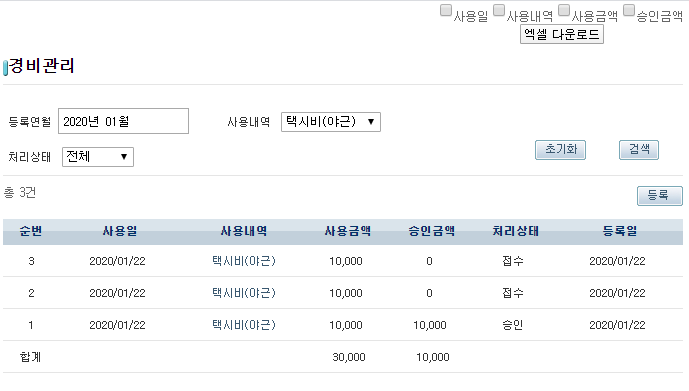 사용일 사용내역 사용금액 승인금액
엑셀 다운로드
경비관리
등록연월 2020년 01월 사용내역 택시비(야근)
처리상태 전체 초기화 검색
총 3건 등록
순번 사용일 사용내역 사용금액 승인금액 처리상태 등록일
3 2020/01/22 택시비(야근) 10,000 0 접수 2020/01/22
2 2020/01/22 택시비(야근) 10,000 0 접수 2020/01/22
1 2020/01/22 택시비(야근) 10,000 10,000 승인 2020/01/22
합계 30,000 10,000